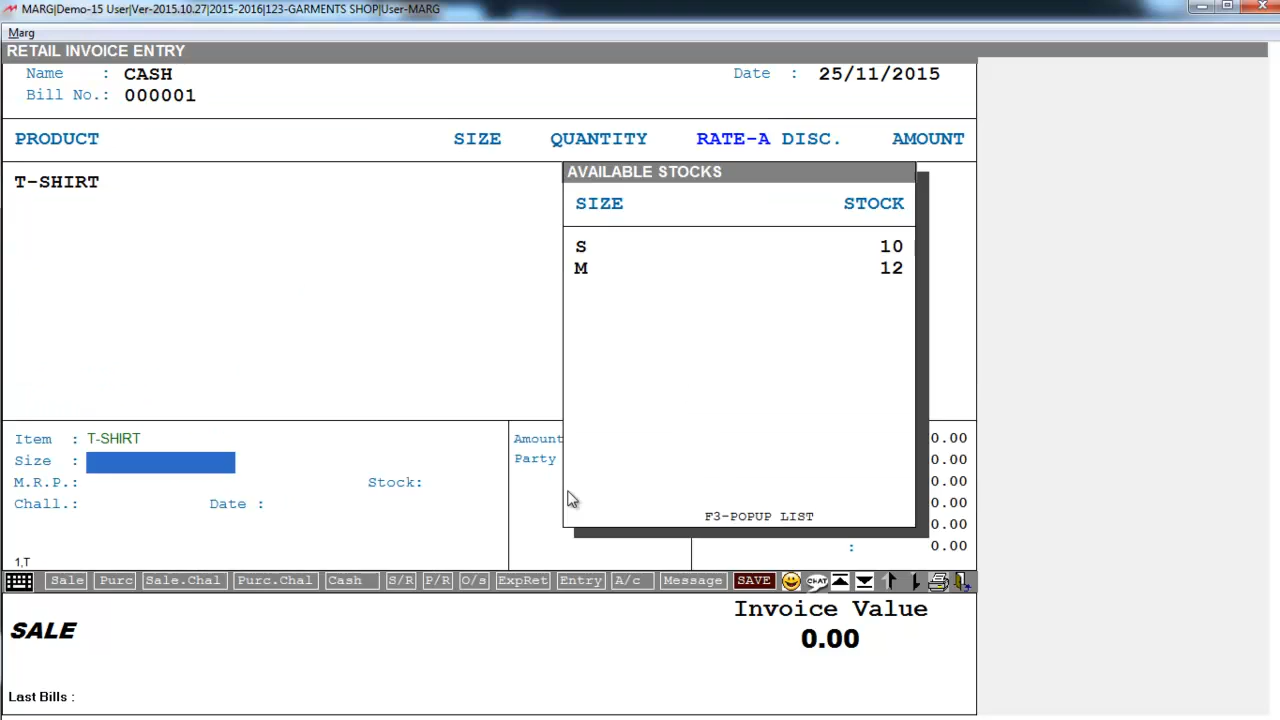 MARG|Demo-15 User|Ver-2015.10.27|2015-2016|123-GARMENTS SHOP|User-MARG
Marg
RETAIL INVOICE ENTRY
Name : CASH Date : 25/11/2015
Bill No.: 000001
PRODUCT SIZE QUANTITY RATE-A DISC. AMOUNT
T-SHIRT
AVAILABLE STOCKS
SIZE STOCK
S 10
M 12
F3-POPUP LIST
Item : T-SHIRT Amount 0.00
Size : Party 0.00
M.R.P.: Stock: 0.00
Chall.: Date : 0.00
0.00
: 0.00
1,T
Sale Purc Sale.Chal Purc.Chal Cash S/R P/R O/s ExpRet Entry A/c Message SAVE CHAT
Invoice Value
SALE 0.00
Last Bills :